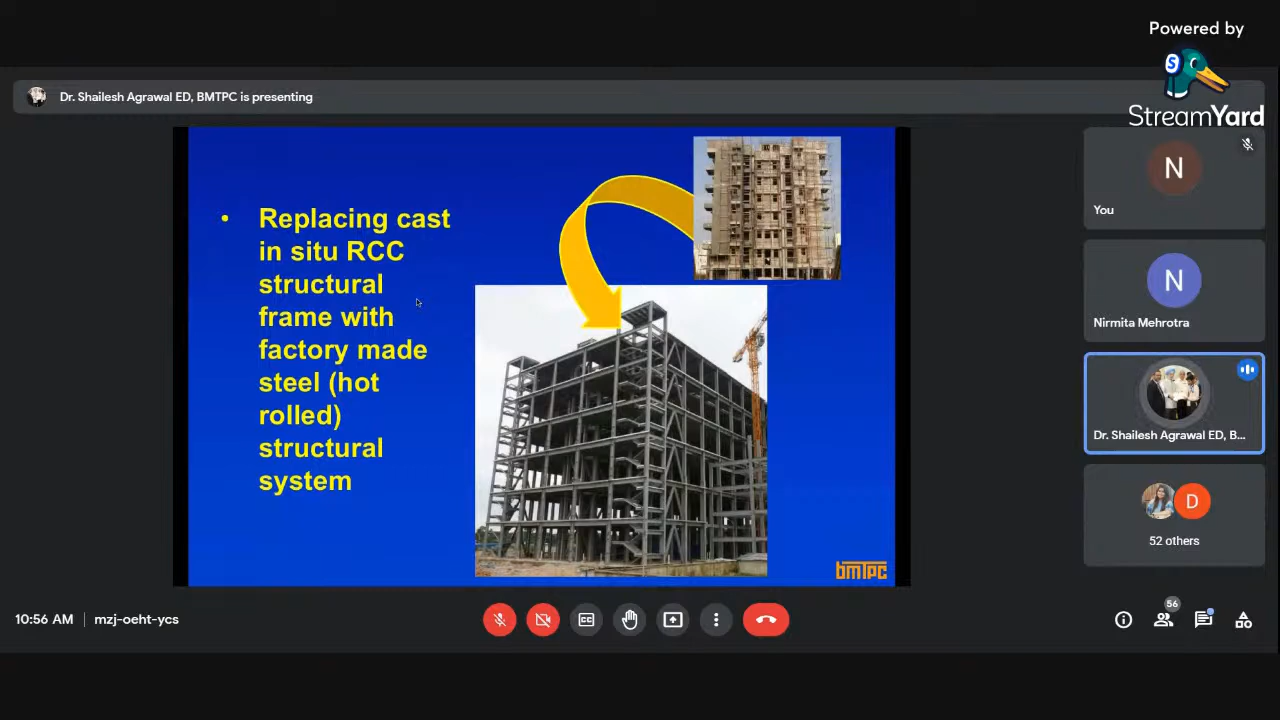 Powered by
S
StreamYard
Dr. Shailesh Agrawal ED, BMTPC is presenting
• Replacing cast
in situ RCC
structural
frame with
factory made
steel (hot
rolled)
structural
system
bmTPC
N
You
N
Nirmita Mehrotra
Dr. Shailesh Agrawal ED, B...
D
52 others
10:56 AM | mzj-oeht-ycs
CC
56